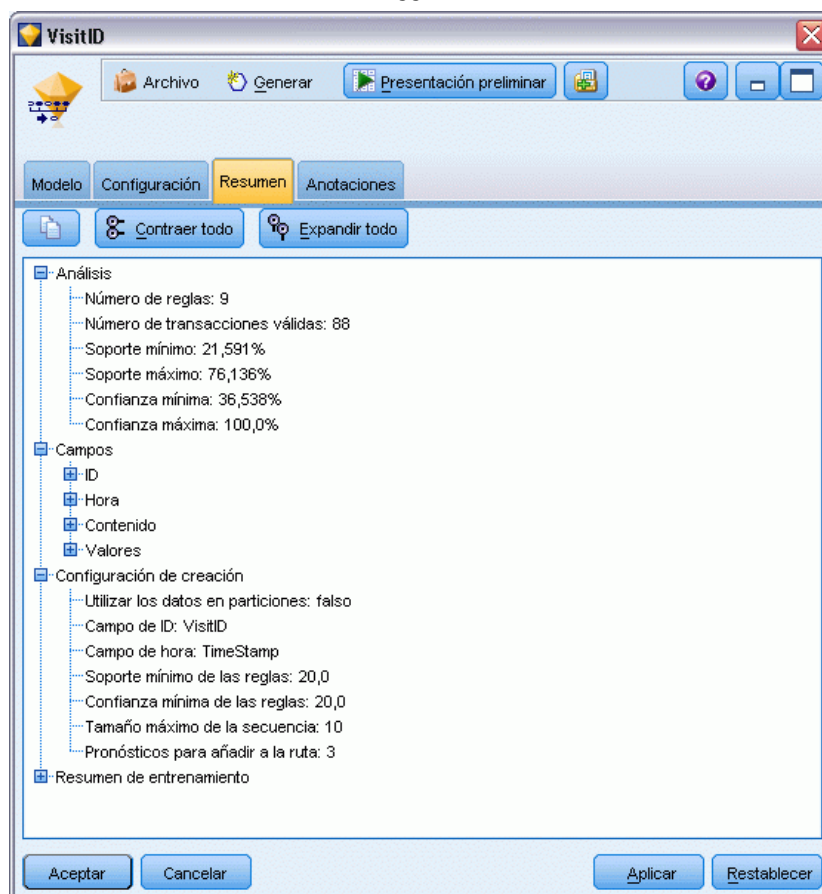 VisitID
Archivo Generar Presentación preliminar
Modelo Configuración Resumen Anotaciones
Contraer todo Expandir todo
Análisis
Número de reglas: 9
Número de transacciones válidas: 88
Soporte mínimo: 21,591%
Soporte máximo: 76,136%
Confianza mínima: 36,538%
Confianza máxima: 100,0%
Campos
ID
Hora
Contenido
Valores
Configuración de creación
Utilizar los datos en particiones: falso
Campo de ID: VisitID
Campo de hora: TimeStamp
Soporte mínimo de las reglas: 20,0
Confianza mínima de las reglas: 20,0
Tamaño máximo de la secuencia: 10
Pronósticos para añadir a la ruta: 3
Resumen de entrenamiento
Aceptar Cancelar Aplicar Restablecer